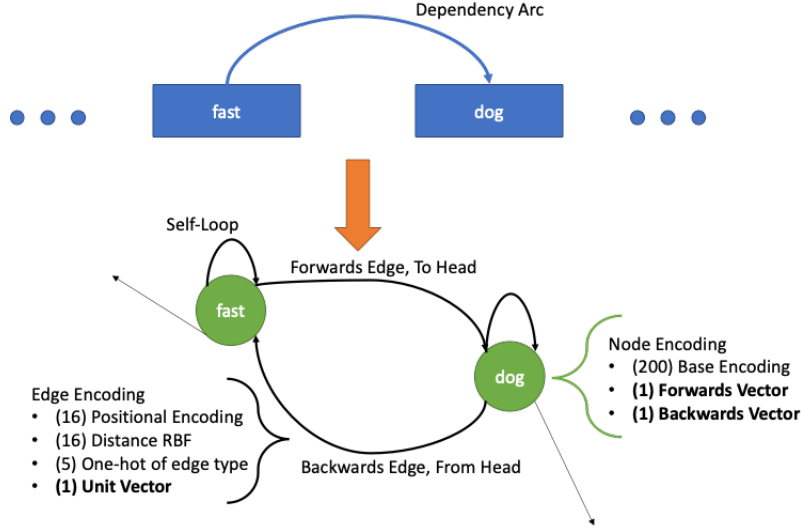 Dependency Arc
fast
dog
Self-Loop
Forwards Edge, To Head
fast
dog
Node Encoding
• (200) Base Encoding
• (1) Forwards Vector
• (1) Backwards Vector
Edge Encoding
• (16) Positional Encoding
• (16) Distance RBF
• (5) One-hot of edge type
• (1) Unit Vector
Backwards Edge, From Head